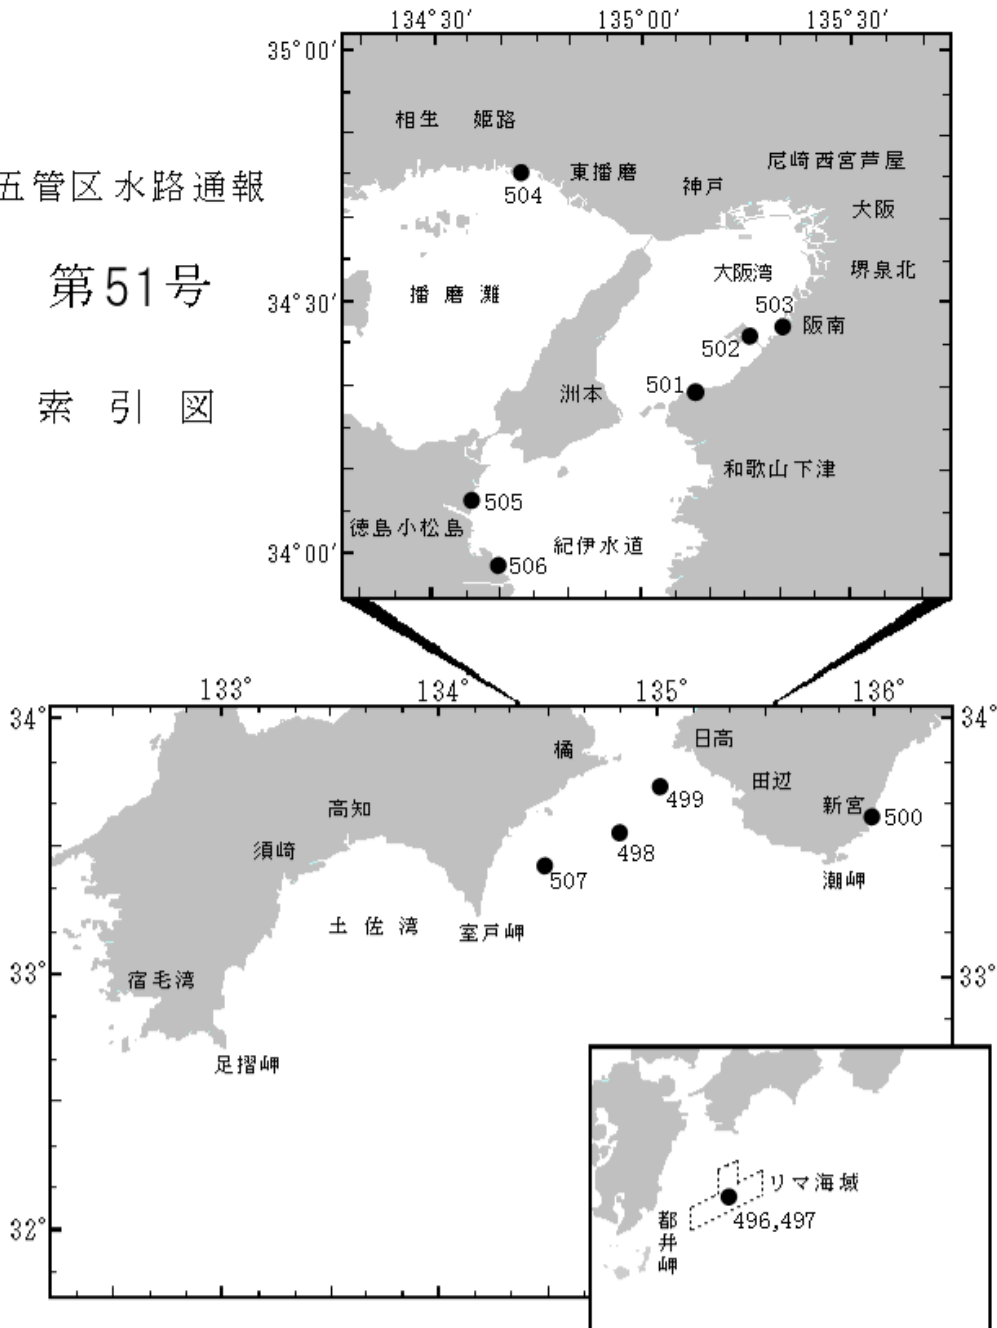 五管区水路通報
第51号
索引図
134°30′ 135°00′ 135°30′
35°00′
相生 姫路
尼崎西宮芦屋
東播磨
神戸
504
大阪
大阪湾
堺泉北
播磨灘
34°30′
503
阪南
502
501
洲本
和歌山下津
505
徳島小松島
紀伊水道
34°00′
506
133° 134° 135° 136°
34° 34°
橘
日高
田辺
499
高知
新宮
500
須崎
498
507
潮岬
土佐湾
室戸岬
33° 33°
宿毛湾
足摺岬
リマ海域
496,497
都井岬
32°